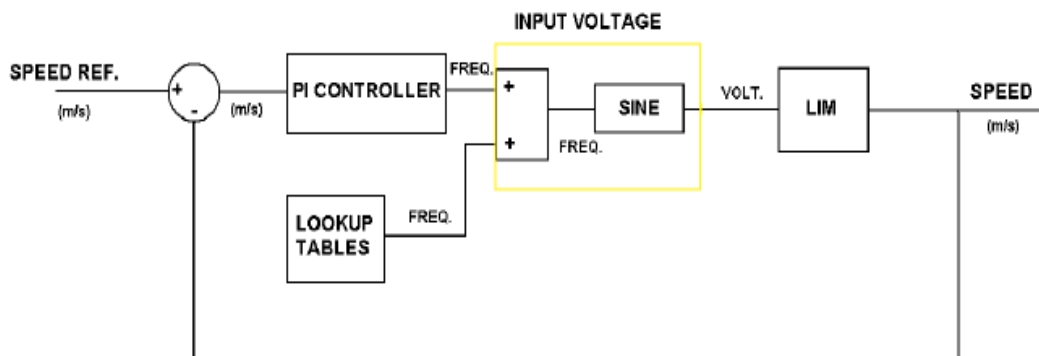 INPUT VOLTAGE
SPEED REF.
(m/s)
+
-
(m/s)
PI CONTROLLER
FREQ.
+
+
FREQ.
SINE
VOLT.
LIM
SPEED
(m/s)
LOOKUP
TABLES
FREQ.